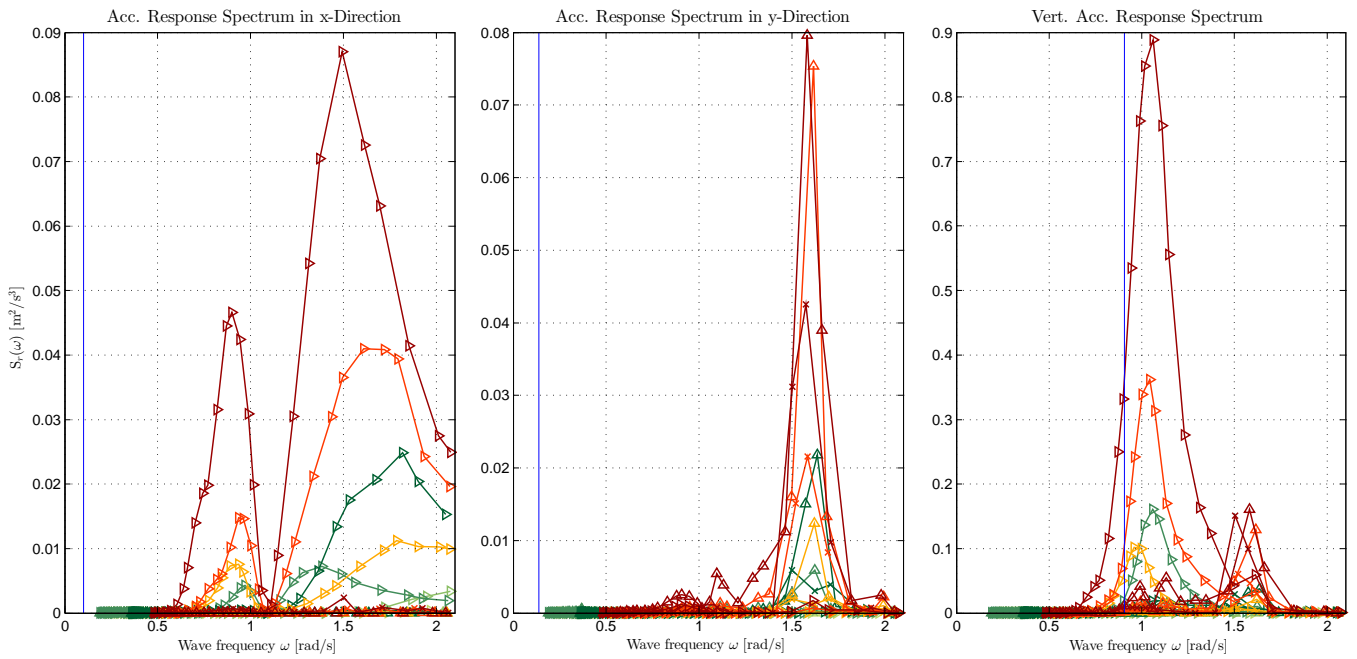 Acc. Response Spectrum in x-Direction
0.09
0.08
0.07
0.06
0.05
0.04
0.03
0.02
0.01
0
0 0.5 1 1.5 2
S_r(ω) [m²/s³]
Wave frequency ω [rad/s]
Acc. Response Spectrum in y-Direction
0.08
0.07
0.06
0.05
0.04
0.03
0.02
0.01
0
0 0.5 1 1.5 2
Wave frequency ω [rad/s]
Vert. Acc. Response Spectrum
0.9
0.8
0.7
0.6
0.5
0.4
0.3
0.2
0.1
0
0 0.5 1 1.5 2
Wave frequency ω [rad/s]